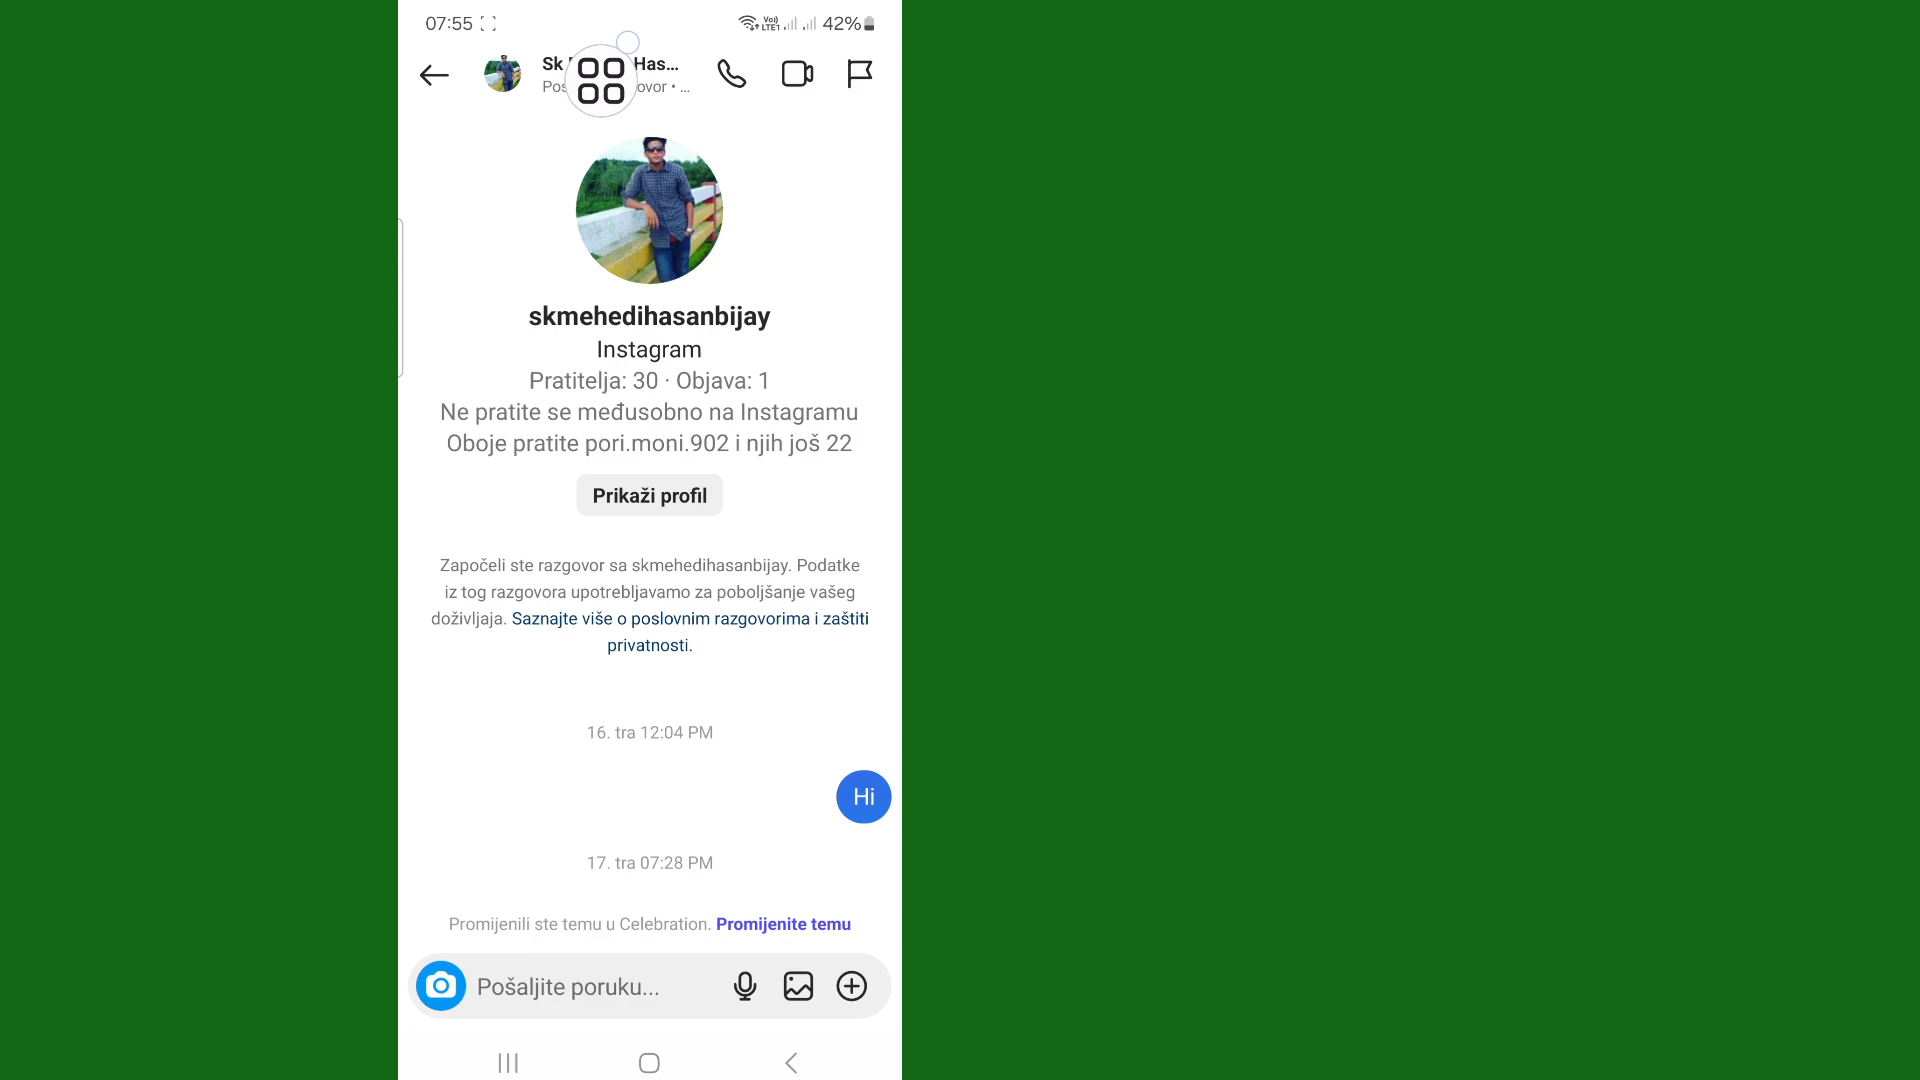 07:55
Vo)) LTE1 42%
Sk Has...
Pos ovor • ...
skmehedihasanbijay
Instagram
Pratitelja: 30 · Objava: 1
Ne pratite se međusobno na Instagramu
Oboje pratite pori.moni.902 i njih još 22
Prikaži profil
Započeli ste razgovor sa skmehedihasanbijay. Podatke
iz tog razgovora upotrebljavamo za poboljšanje vašeg
doživljaja. Saznajte više o poslovnim razgovorima i zaštiti
privatnosti.
16. tra 12:04 PM
Hi
17. tra 07:28 PM
Promijenili ste temu u Celebration. Promijenite temu
Pošaljite poruku...